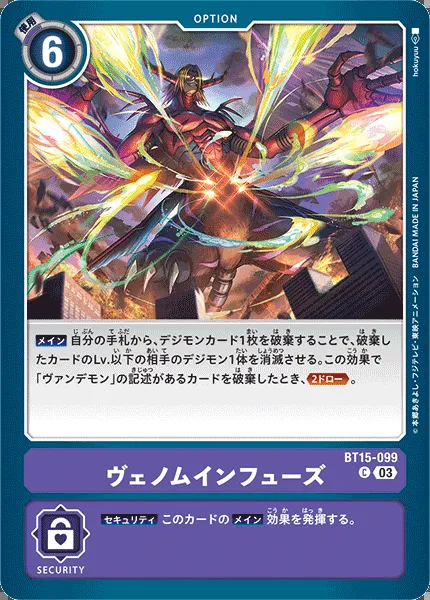 OPTION
使用
6
hokuyuu
© 本郷あきよし・フジテレビ・東映アニメーション BANDAI MADE IN JAPAN
メイン 自分の手札から、デジモンカード1枚を破棄することで、破棄し
たカードのLv.以下の相手のデジモン1体を消滅させる。この効果で
「ヴァンデモン」の記述があるカードを破棄したとき、2ドロー。
BT15-099
ヴェノムインフューズ
C 03
セキュリティ このカードの メイン 効果を発揮する。
SECURITY